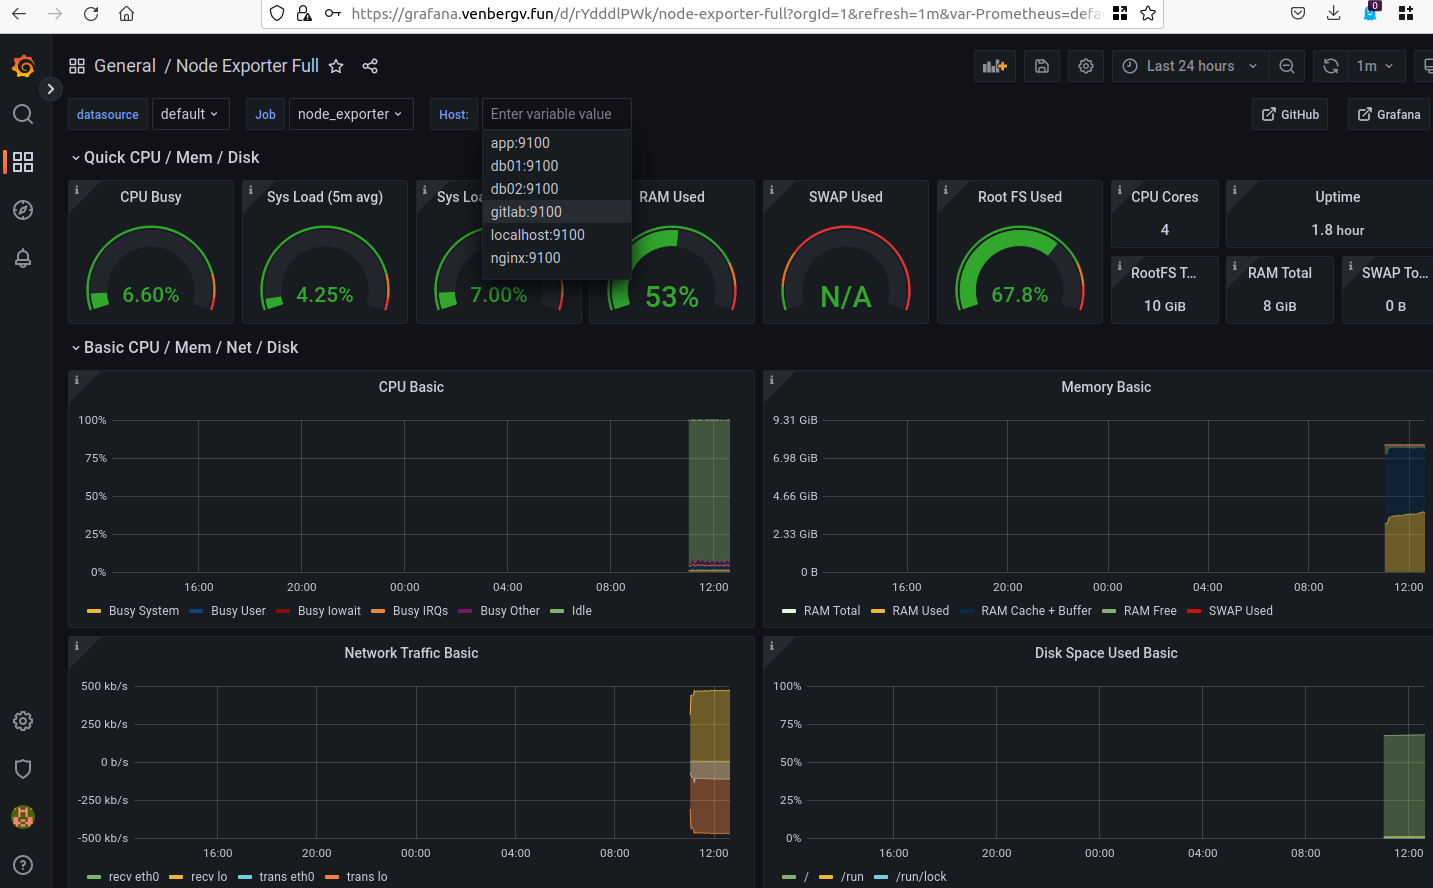 https://grafana.venbergv.fun/d/rYdddlPWk/node-exporter-full?orgId=1&refresh=1m&var-Prometheus=defa
0
General / Node Exporter Full
Last 24 hours
1m
datasource
default
Job
node_exporter
Host:
Enter variable value
GitHub
Grafana
app:9100
db01:9100
db02:9100
gitlab:9100
localhost:9100
nginx:9100
Quick CPU / Mem / Disk
CPU Busy
6.60%
Sys Load (5m avg)
4.25%
Sys Loa
7.00%
RAM Used
53%
SWAP Used
N/A
Root FS Used
67.8%
CPU Cores
4
Uptime
1.8 hour
RootFS T...
10 GiB
RAM Total
8 GiB
SWAP To...
0 B
Basic CPU / Mem / Net / Disk
CPU Basic
100%
75%
50%
25%
0%
16:00 20:00 00:00 04:00 08:00 12:00
Busy System Busy User Busy Iowait Busy IRQs Busy Other Idle
Memory Basic
9.31 GiB
6.98 GiB
4.66 GiB
2.33 GiB
0 B
16:00 20:00 00:00 04:00 08:00 12:00
RAM Total RAM Used RAM Cache + Buffer RAM Free SWAP Used
Network Traffic Basic
500 kb/s
250 kb/s
0 b/s
-250 kb/s
-500 kb/s
16:00 20:00 00:00 04:00 08:00 12:00
recv eth0 recv lo trans eth0 trans lo
Disk Space Used Basic
100%
75%
50%
25%
0%
16:00 20:00 00:00 04:00 08:00 12:00
/ /run /run/lock